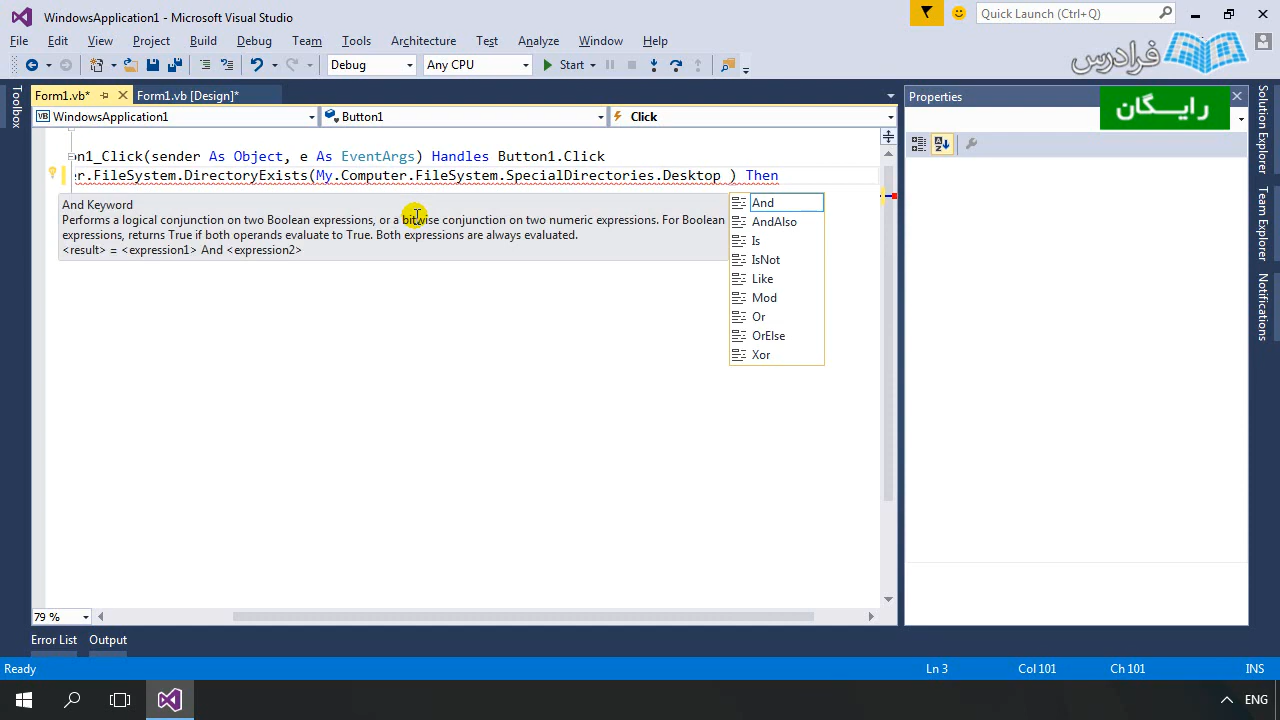 WindowsApplication1 - Microsoft Visual Studio
Quick Launch (Ctrl+Q)
File Edit View Project Build Debug Team Tools Architecture Test Analyze Window Help
فرادرس
Debug Any CPU Start
Form1.vb* Form1.vb [Design]*
Properties
رایگان
WindowsApplication1 Button1 Click
Toolbox
Solution Explorer
Team Explorer
Notifications
on1_Click(sender As Object, e As EventArgs) Handles Button1.Click
er.FileSystem.DirectoryExists(My.Computer.FileSystem.SpecialDirectories.Desktop ) Then
And Keyword
Performs a logical conjunction on two Boolean expressions, or a bitwise conjunction on two numeric expressions. For Boolean
expressions, returns True if both operands evaluate to True. Both expressions are always evaluated.
<result> = <expression1> And <expression2>
And
AndAlso
Is
IsNot
Like
Mod
Or
OrElse
Xor
79 %
Error List Output
Ready Ln 3 Col 101 Ch 101 INS
ENG